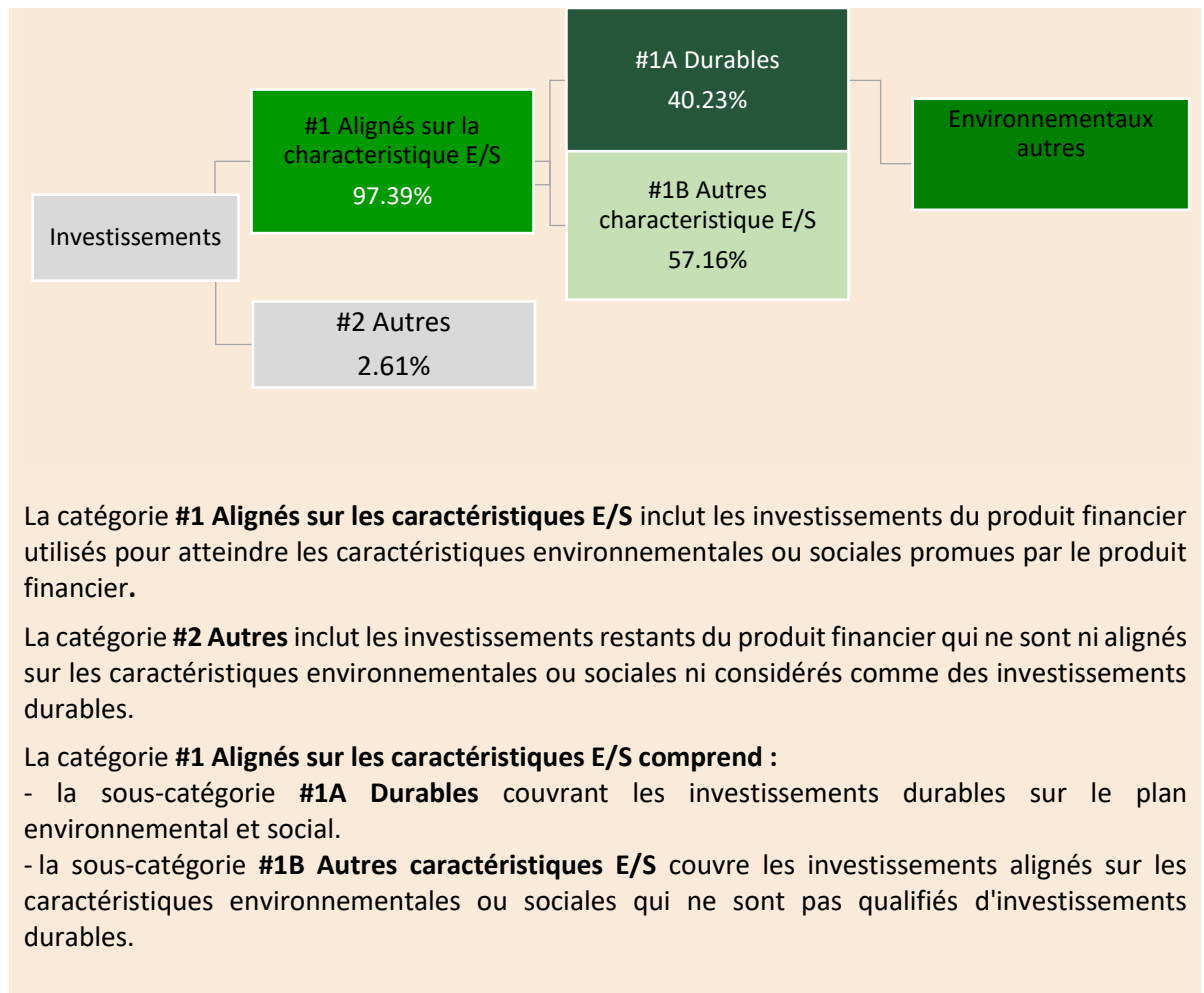 #1A Durables
40.23%
#1 Alignés sur la
characteristique E/S
97.39%
Environnementaux
autres
#1B Autres
characteristique E/S
57.16%
Investissements
#2 Autres
2.61%
La catégorie #1 Alignés sur les caractéristiques E/S inclut les investissements du produit financier
utilisés pour atteindre les caractéristiques environnementales ou sociales promues par le produit
financier.
La catégorie #2 Autres inclut les investissements restants du produit financier qui ne sont ni alignés
sur les caractéristiques environnementales ou sociales ni considérés comme des investissements
durables.
La catégorie #1 Alignés sur les caractéristiques E/S comprend :
- la sous-catégorie #1A Durables couvrant les investissements durables sur le plan
environnemental et social.
- la sous-catégorie #1B Autres caractéristiques E/S couvre les investissements alignés sur les
caractéristiques environnementales ou sociales qui ne sont pas qualifiés d'investissements
durables.